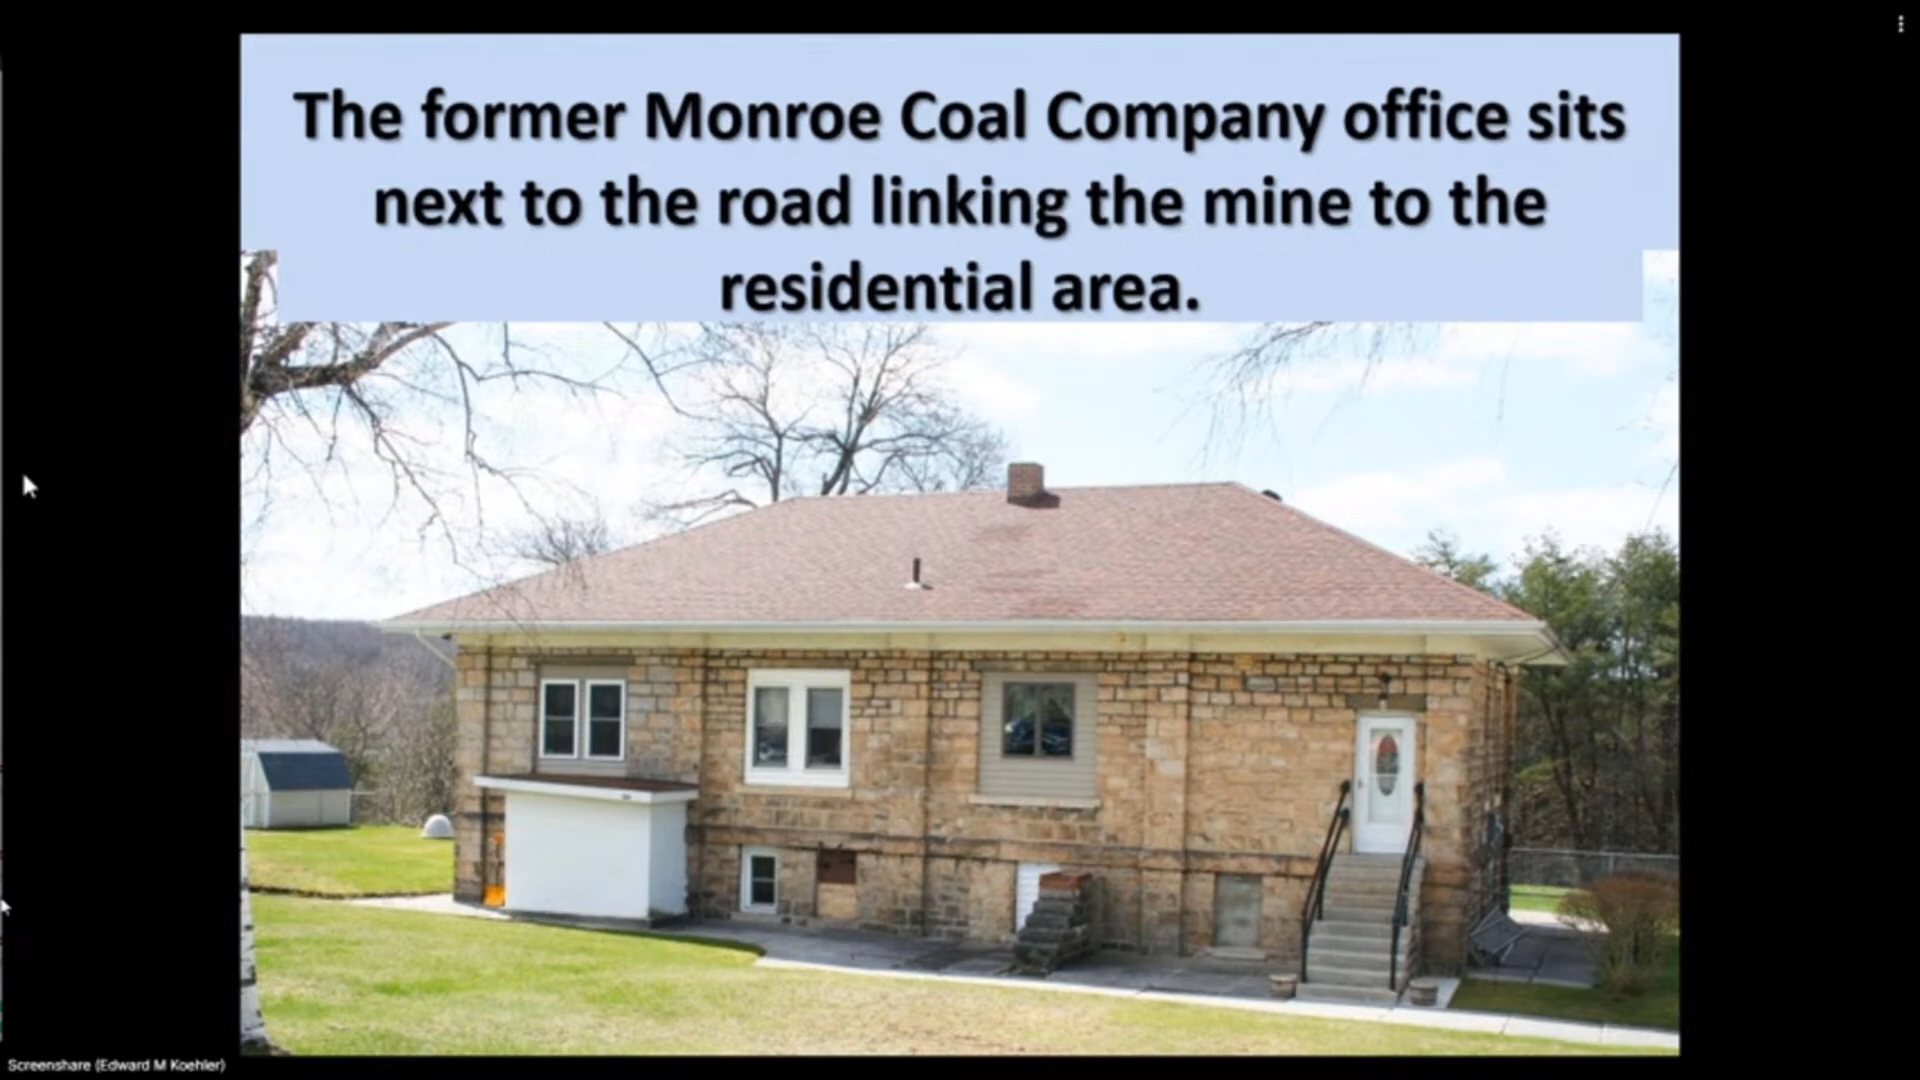 The former Monroe Coal Company office sits
next to the road linking the mine to the
residential area.
Screenshare (Edward M Koehler)